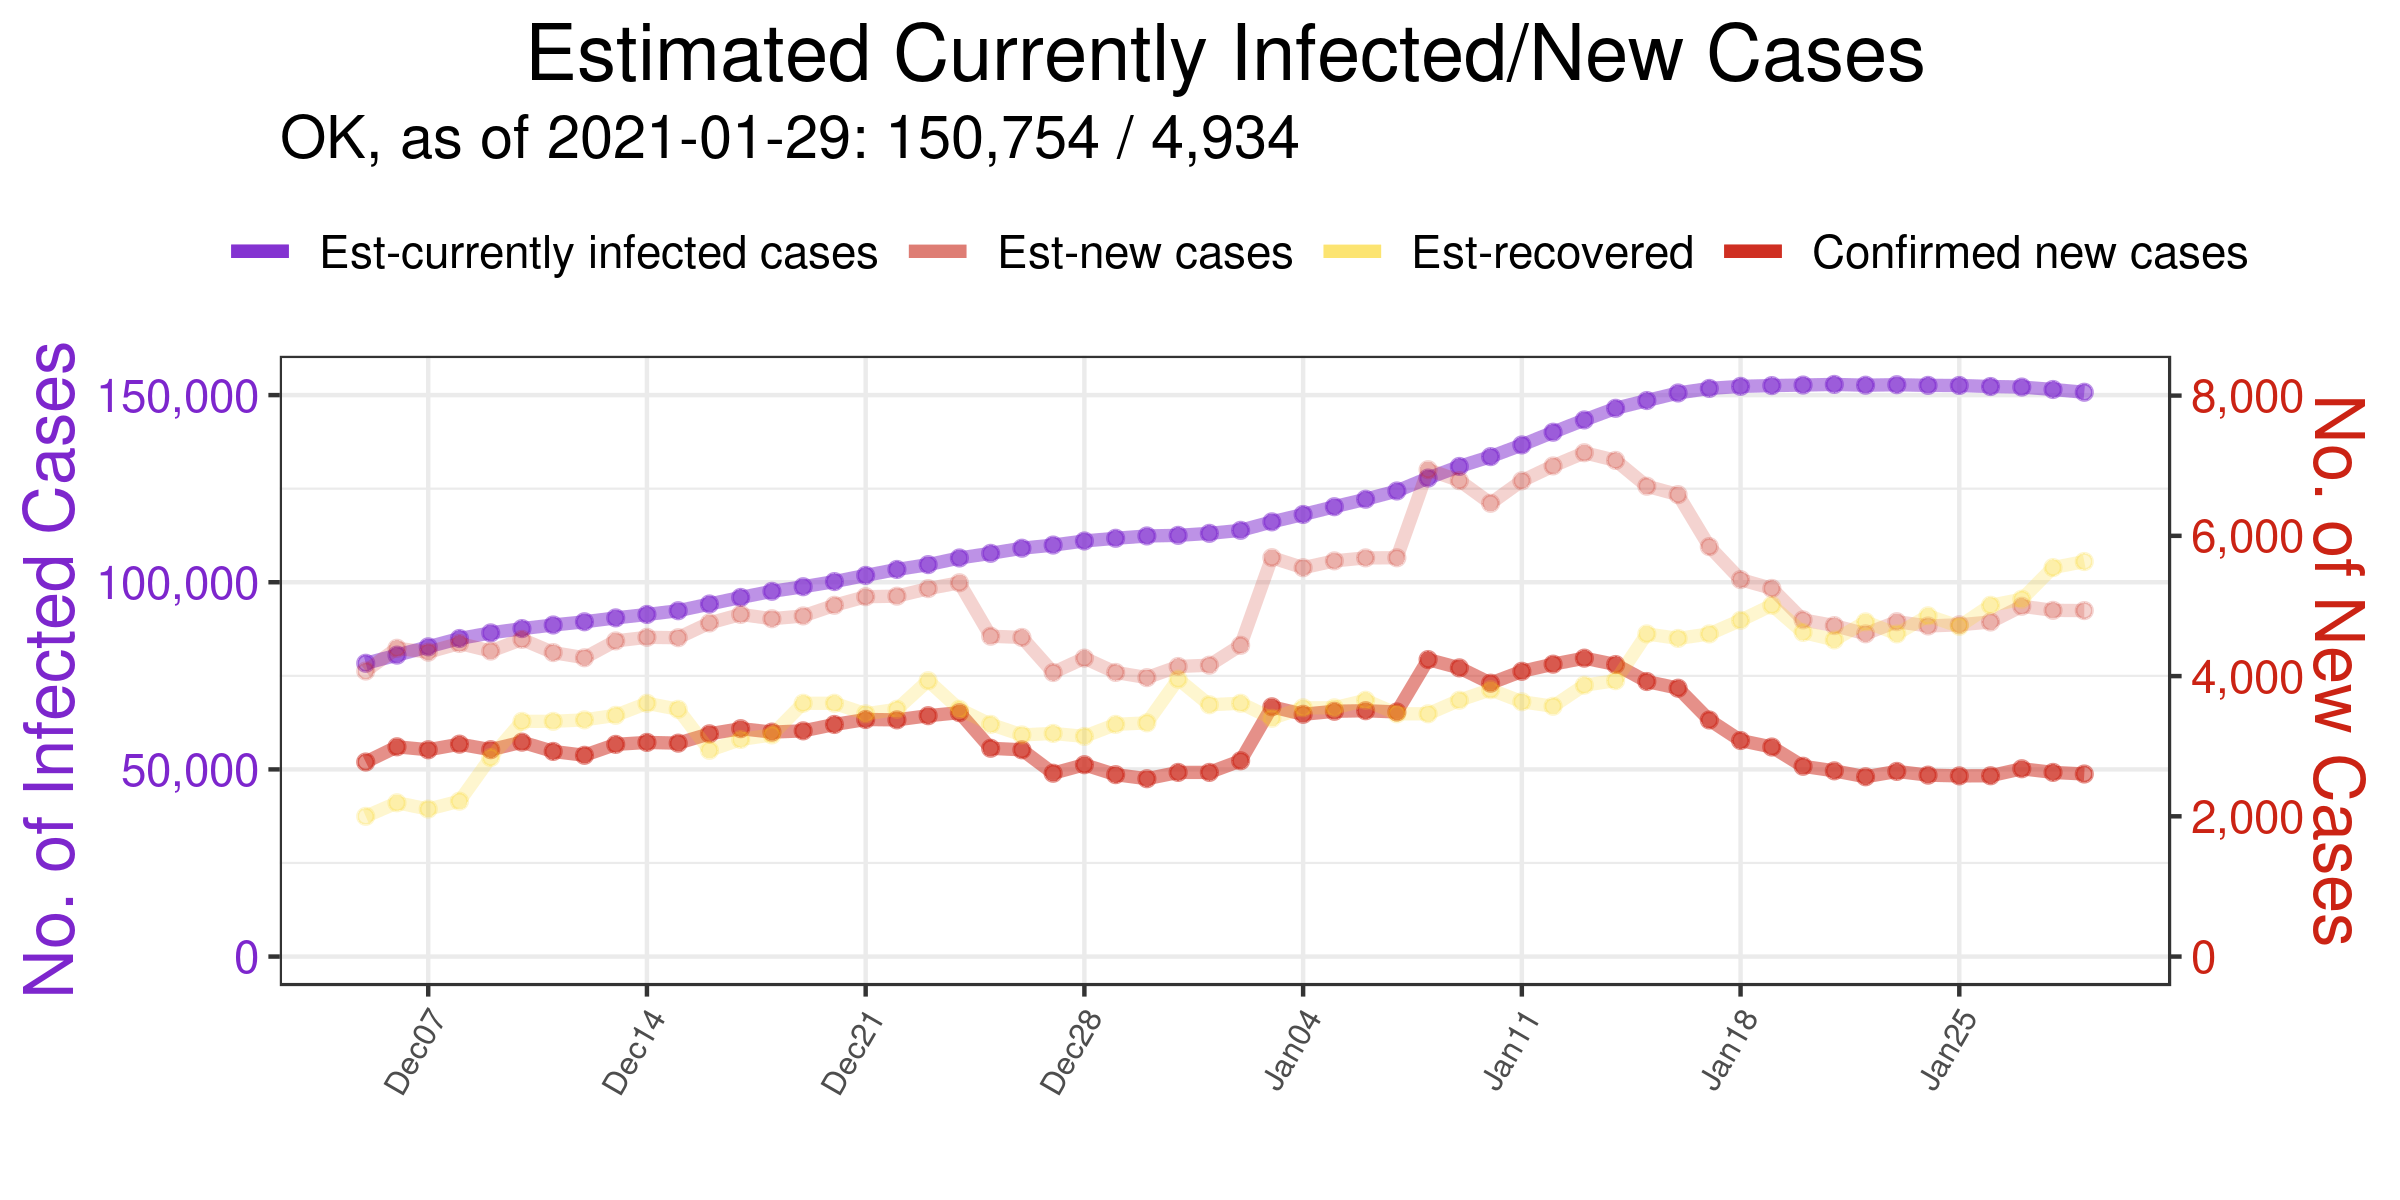 Estimated Currently Infected/New Cases
OK, as of 2021-01-29: 150,754 / 4,934
Est-currently infected cases Est-new cases Est-recovered Confirmed new cases
No. of Infected Cases
150,000
100,000
50,000
0
8,000
6,000
4,000
2,000
0
No. of New Cases
Dec07 Dec14 Dec21 Dec28 Jan04 Jan11 Jan18 Jan25